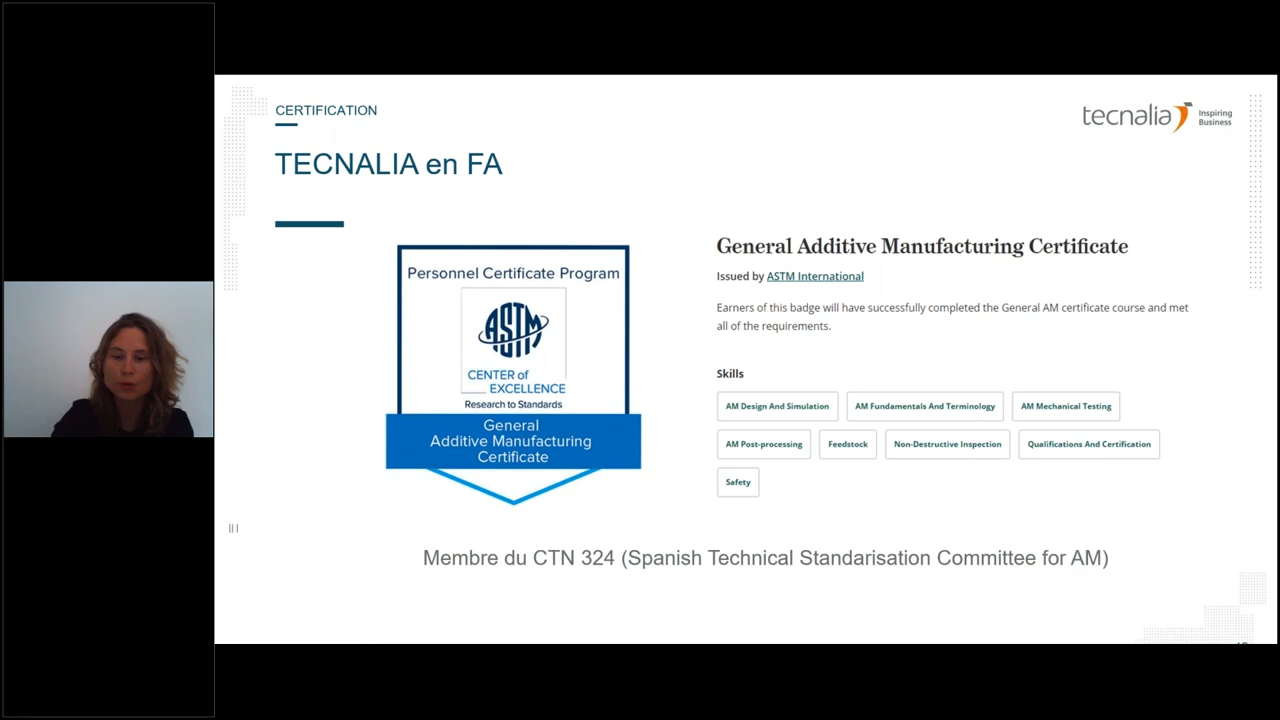 CERTIFICATION
tecnalia Inspiring Business
TECNALIA en FA
Personnel Certificate Program
ASTM
CENTER of
EXCELLENCE
Research to Standards
General
Additive Manufacturing
Certificate
General Additive Manufacturing Certificate
Issued by ASTM International
Earners of this badge will have successfully completed the General AM certificate course and met
all of the requirements.
Skills
AM Design And Simulation
AM Fundamentals And Terminology
AM Mechanical Testing
AM Post-processing
Feedstock
Non-Destructive Inspection
Qualifications And Certification
Safety
Membre du CTN 324 (Spanish Technical Standarisation Committee for AM)